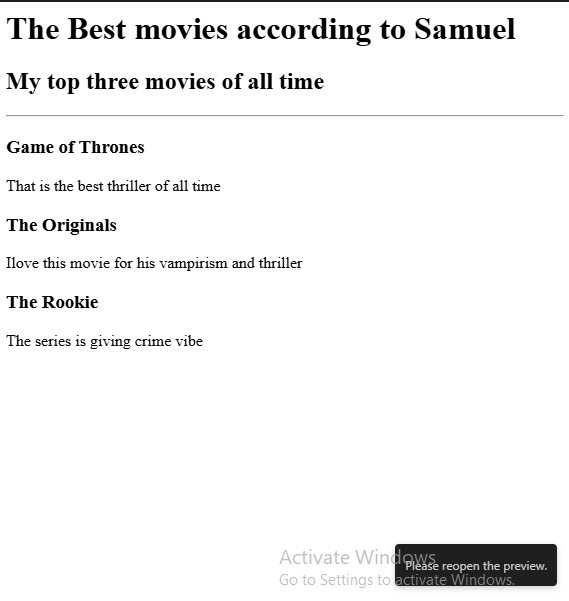 The Best movies according to Samuel
My top three movies of all time
Game of Thrones
That is the best thriller of all time
The Originals
Ilove this movie for his vampirism and thriller
The Rookie
The series is giving crime vibe
Activate Windows
Go to Settings to activate Windows.
Please reopen the preview.